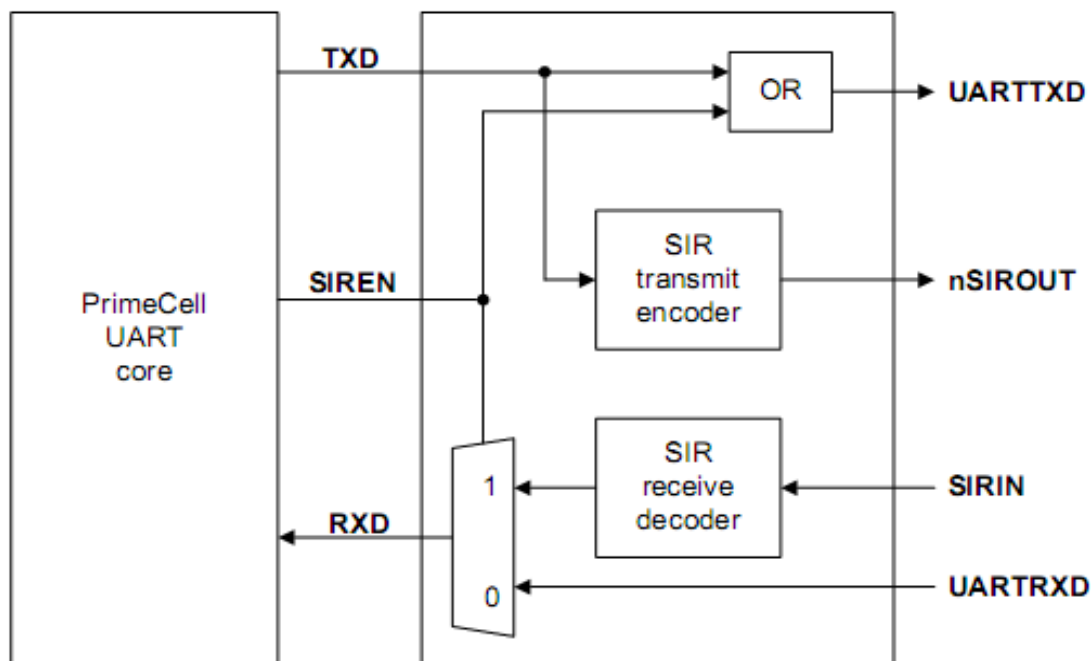 TXD
OR
UARTTXD
SIREN
PrimeCell
UART
core
SIR
transmit
encoder
nSIROUT
RXD
1
0
SIR
receive
decoder
SIRIN
UARTRXD